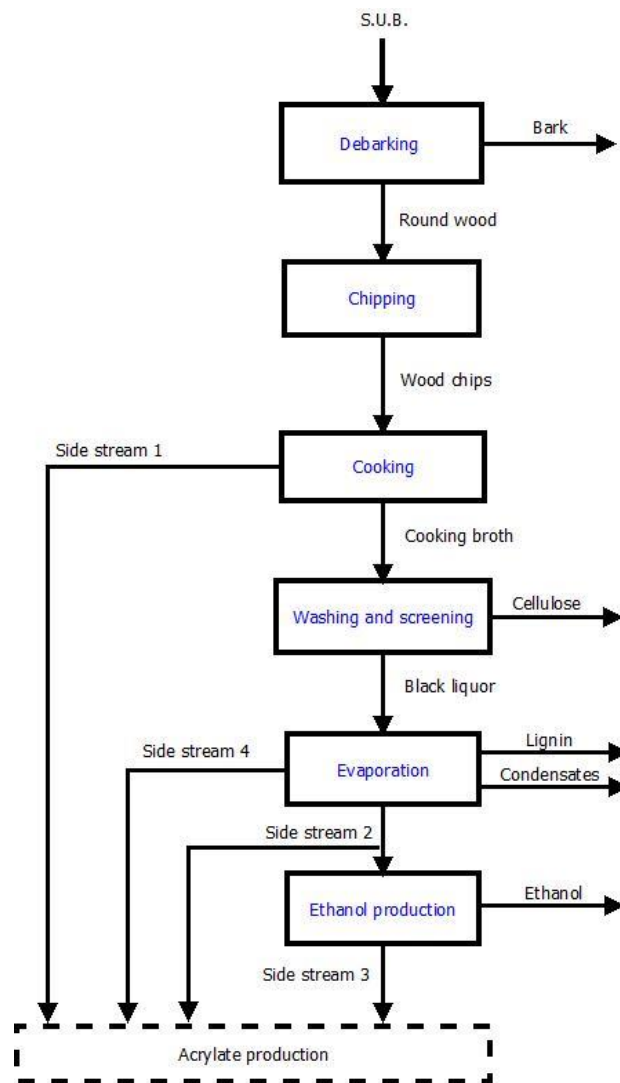 S.U.B.
Debarking
Bark
Round wood
Chipping
Wood chips
Side stream 1
Cooking
Cooking broth
Washing and screening
Cellulose
Black liquor
Side stream 4
Evaporation
Lignin
Condensates
Side stream 2
Ethanol production
Ethanol
Side stream 3
Acrylate production